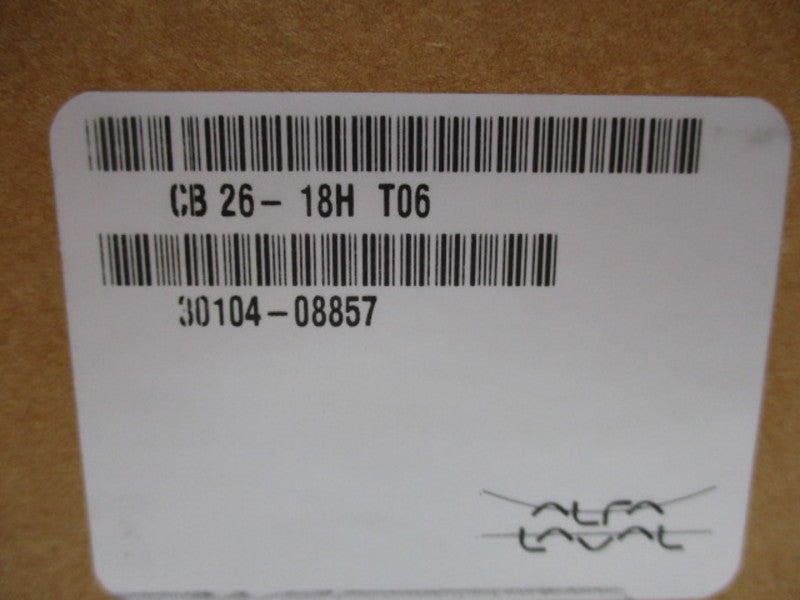 CB 26- 18H T06
30104-08857
ALFA
LAVAL